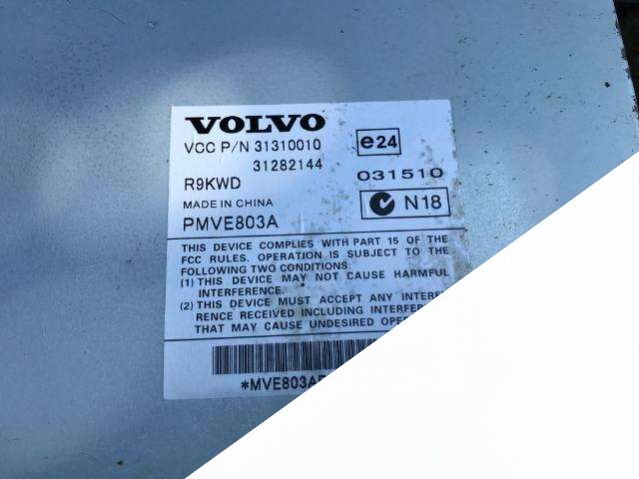 VOLVO
VCC P/N 31310010
31282144
e24
R9KWD
031510
MADE IN CHINA
N18
PMVE803A
THIS DEVICE COMPLIES WITH PART 15 OF THE
FCC RULES. OPERATION IS SUBJECT TO THE
FOLLOWING TWO CONDITIONS
(1) THIS DEVICE MAY NOT CAUSE HARMFUL
INTERFERENCE.
(2) THIS DEVICE MUST ACCEPT ANY
RENCE RECEIVED INCLUDING
THAT MAY CAUSE UNDESIRED